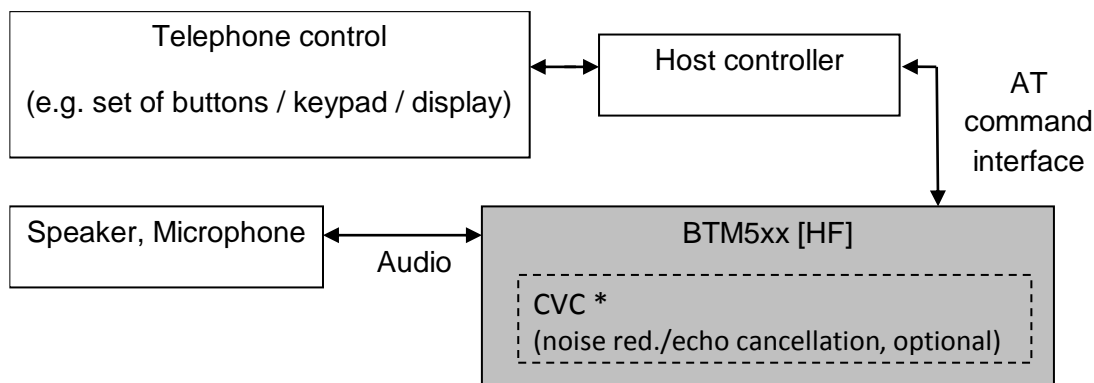 Telephone control
(e.g. set of buttons / keypad / display)
Host controller
AT
command
interface
Speaker, Microphone
Audio
BTM5xx [HF]
CVC *
(noise red./echo cancellation, optional)